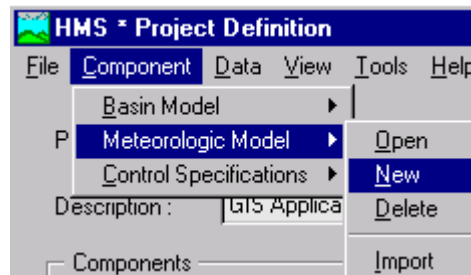 HMS * Project Definition
File Component Data View Tools Help
Basin Model
P Meteorologic Model Open
Control Specifications New
Description : GIS Applica Delete
Components Import